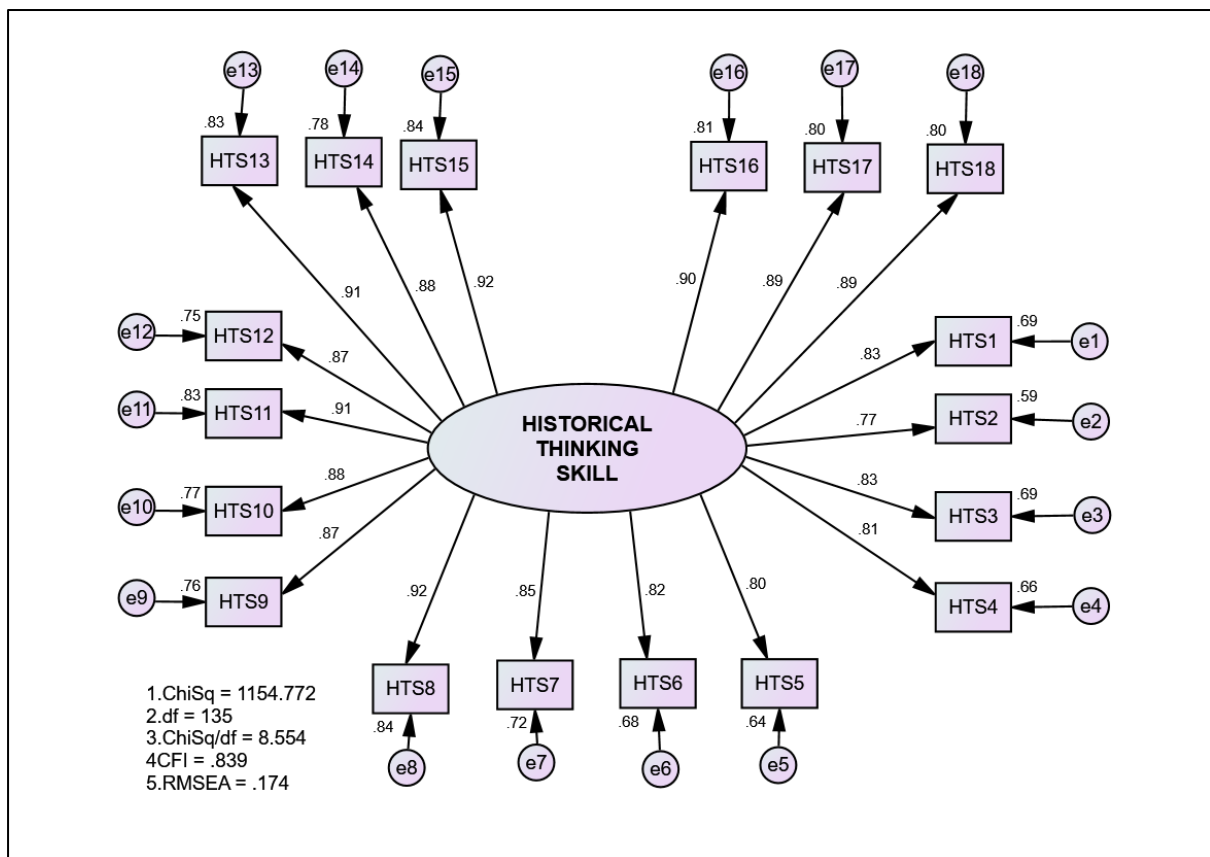 e13 e14 e15 e16 e17 e18
.83 .78 .84 .81 .80 .80
HTS13 HTS14 HTS15 HTS16 HTS17 HTS18
.91 .88 .92 .90 .89 .89
e12 .75 HTS12 .87
.83 HTS1 .69 e1
e11 .83 HTS11 .91
.77 HTS2 .59 e2
HISTORICAL
THINKING
SKILL
e10 .77 HTS10 .88
.83 HTS3 .69 e3
e9 .76 HTS9 .87
.81 HTS4 .66 e4
.92 .85 .82 .80
HTS8 HTS7 HTS6 HTS5
.84 .72 .68 .64
e8 e7 e6 e5
1.ChiSq = 1154.772
2.df = 135
3.ChiSq/df = 8.554
4CFI = .839
5.RMSEA = .174